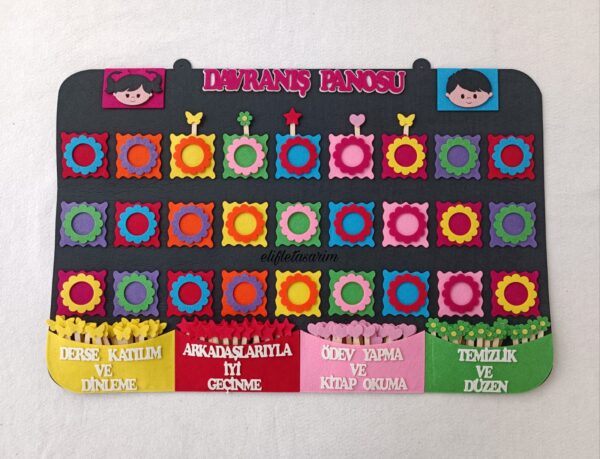 DAVRANIŞ PANOSU
elifletasarim
DERSE KATILIM
VE
DİNLEME
ARKADAŞLARIYLA
İYİ
GEÇİNME
ÖDEV YAPMA
VE
KİTAP OKUMA
TEMİZLİK
VE
DÜZEN